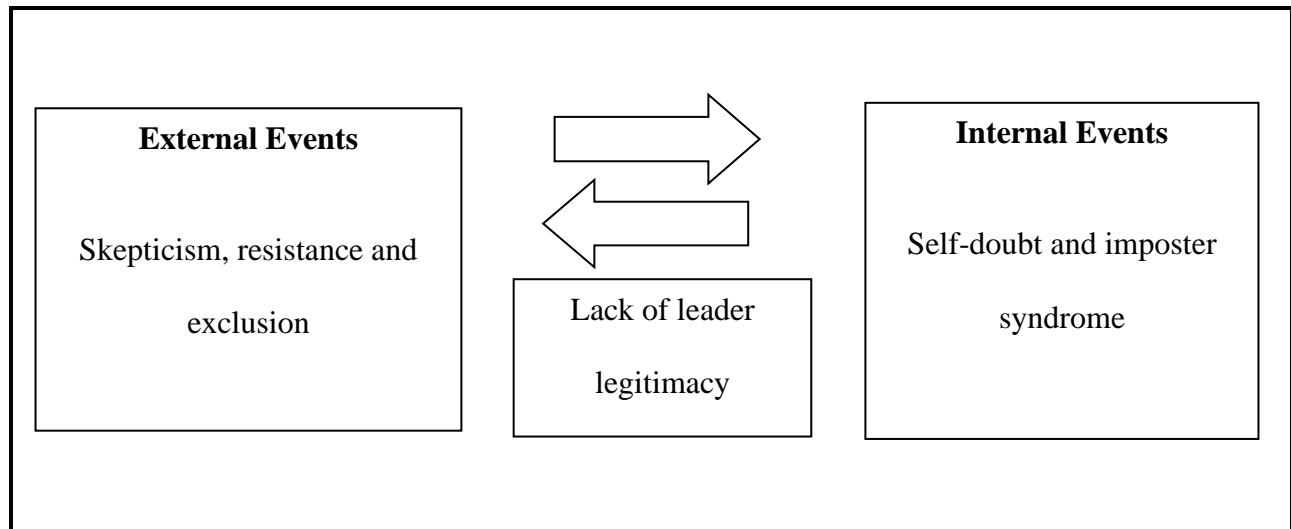 External Events
Skepticism, resistance and
exclusion
Lack of leader
legitimacy
Internal Events
Self-doubt and imposter
syndrome